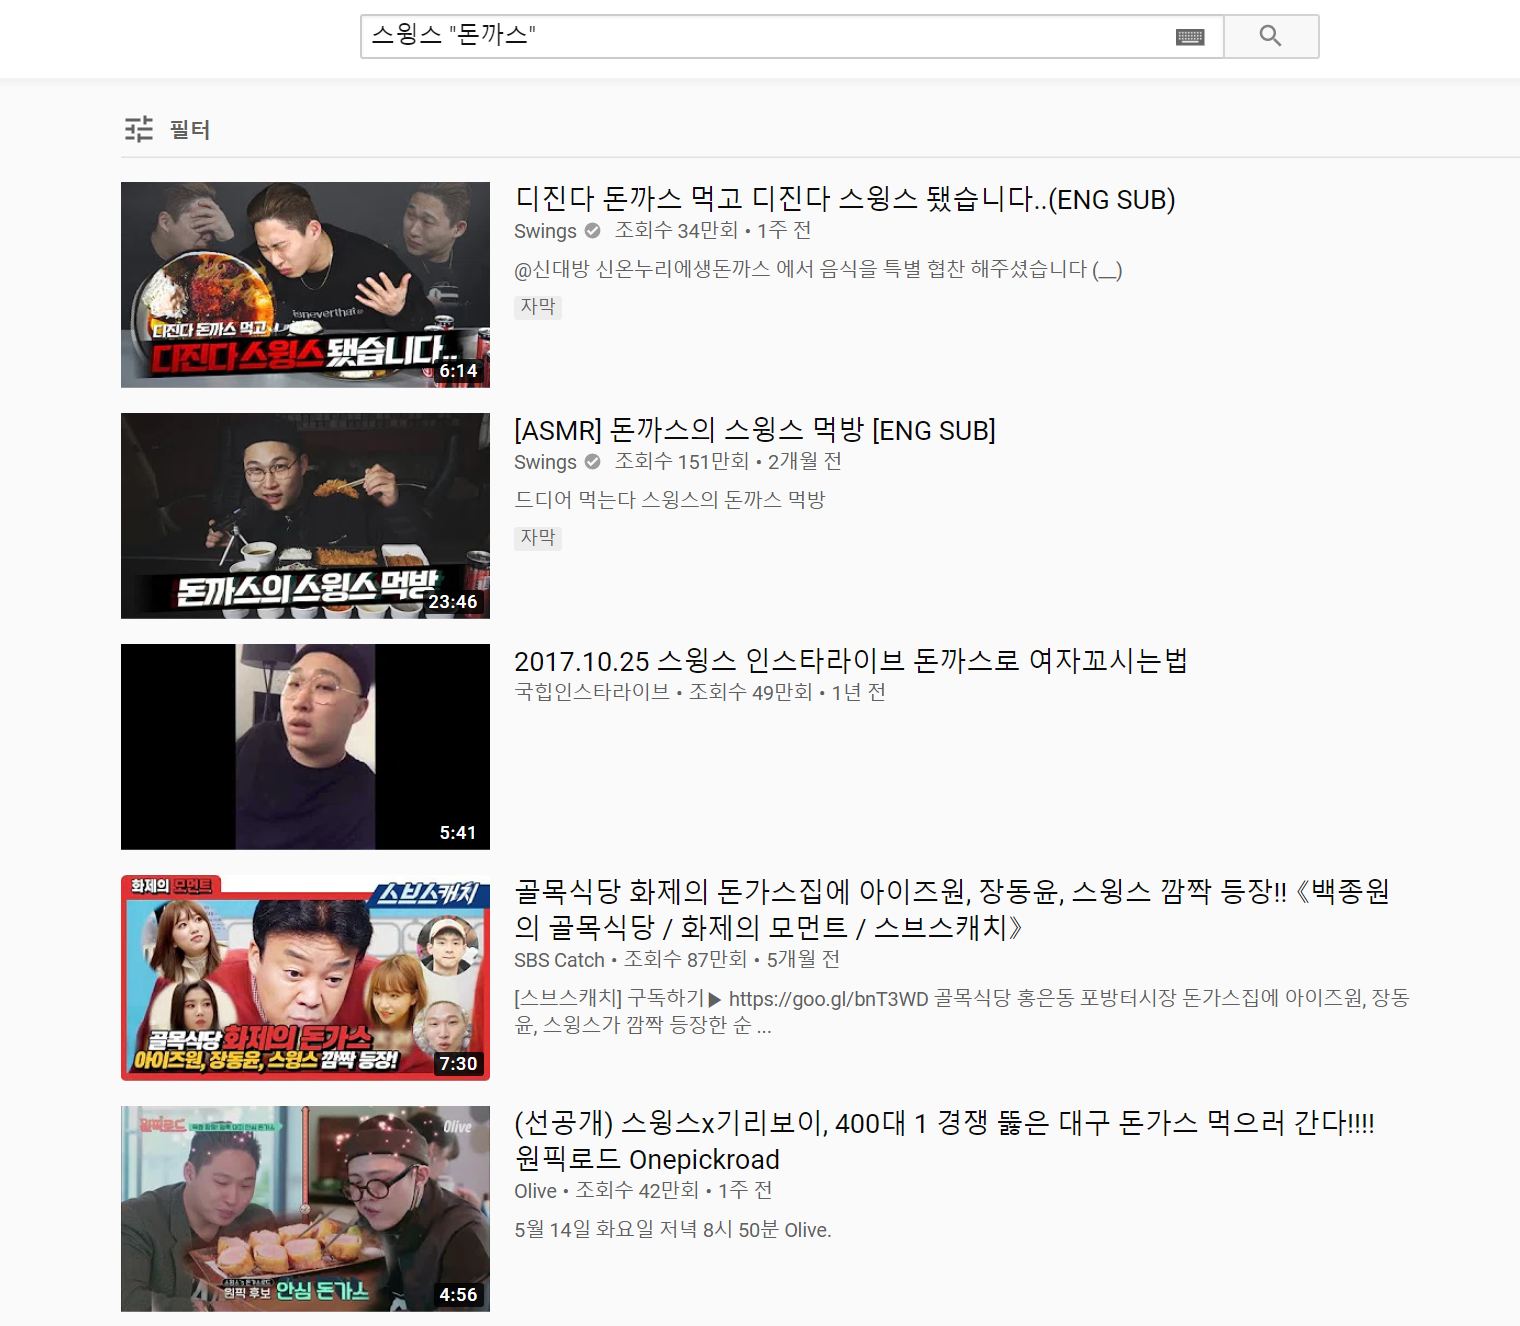 스윙스 "돈까스"
필터
isneverthat®
디진다 돈까스 먹고
디진다 스윙스 됐습니다..
6:14
디진다 돈까스 먹고 디진다 스윙스 됐습니다..(ENG SUB)
Swings 조회수 34만회 • 1주 전
@신대방 신온누리에생돈까스 에서 음식을 특별 협찬 해주셨습니다 (__)
자막
돈까스의 스윙스 먹방
23:46
[ASMR] 돈까스의 스윙스 먹방 [ENG SUB]
Swings 조회수 151만회 • 2개월 전
드디어 먹는다 스윙스의 돈까스 먹방
자막
5:41
2017.10.25 스윙스 인스타라이브 돈까스로 여자꼬시는법
국힙인스타라이브 • 조회수 49만회 • 1년 전
화제의 모먼트
스브스캐치
골목식당 화제의 돈가스
아이즈원, 장동윤, 스윙스 깜짝 등장!
7:30
골목식당 화제의 돈가스집에 아이즈원, 장동윤, 스윙스 깜짝 등장!! 《백종원
의 골목식당 / 화제의 모먼트 / 스브스캐치》
SBS Catch • 조회수 87만회 • 5개월 전
[스브스캐치] 구독하기▶ https://goo.gl/bnT3WD 골목식당 홍은동 포방터시장 돈가스집에 아이즈원, 장동
윤, 스윙스가 깜짝 등장한 순 ...
원픽로드
Olive
원픽 후보 안심 돈가스
4:56
(선공개) 스윙스x기리보이, 400대 1 경쟁 뚫은 대구 돈가스 먹으러 간다!!!!
원픽로드 Onepickroad
Olive • 조회수 42만회 • 1주 전
5월 14일 화요일 저녁 8시 50분 Olive.